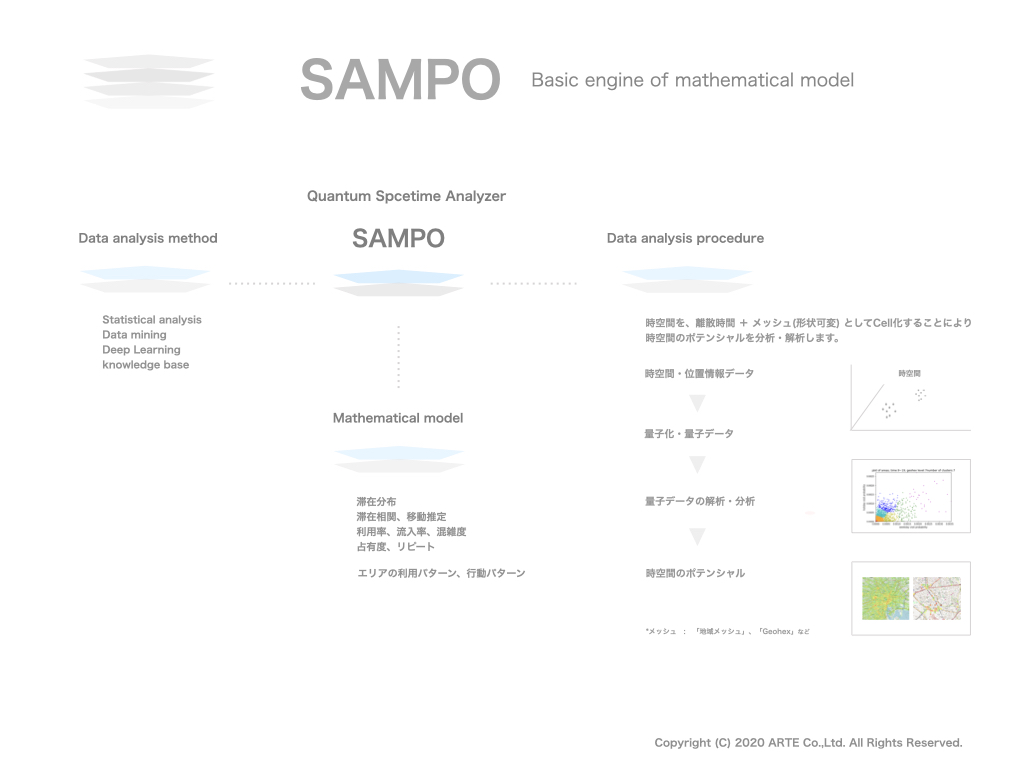 SAMPO
Basic engine of mathematical model
Quantum Spcetime Analyzer
SAMPO
Data analysis method
Statistical analysis
Data mining
Deep Learning
knowledge base
Mathematical model
滞在分布
滞在相関、移動推定
利用率、流入率、混雑度
占有度、リピート
エリアの利用パターン、行動パターン
Data analysis procedure
時空間を、離散時間 ＋ メッシュ(形状可変) としてCell化することにより
時空間のポテンシャルを分析・解析します。
時空間・位置情報データ
時空間
量子化・量子データ
量子データの解析・分析
時空間のポテンシャル
*メッシュ ： 「地域メッシュ」、「Geohex」など
Copyright (C) 2020 ARTE Co.,Ltd. All Rights Reserved.